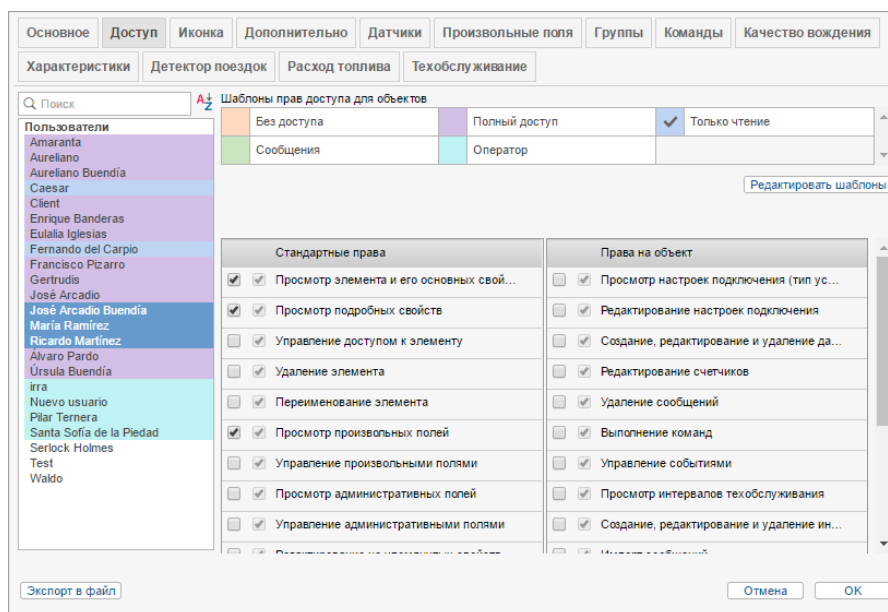 Основное Доступ Иконка Дополнительно Датчики Произвольные поля Группы Команды Качество вождения
Характеристики Детектор поездок Расход топлива Техобслуживание
Поиск
Шаблоны прав доступа для объектов
Без доступа Полный доступ Только чтение
Сообщения Оператор
Редактировать шаблоны
Пользователи
Amaranta
Aureliano
Aureliano Buendía
Caesar
Client
Enrique Banderas
Eulalia Iglesias
Fernando del Carpio
Francisco Pizarro
Gertrudis
José Arcadio
José Arcadio Buendía
María Ramírez
Ricardo Martínez
Álvaro Pardo
Úrsula Buendía
irra
Nuevo usuario
Pilar Ternera
Santa Sofía de la Piedad
Serlock Holmes
Test
Waldo
Стандартные права
Просмотр элемента и его основных свой...
Просмотр подробных свойств
Управление доступом к элементу
Удаление элемента
Переименование элемента
Просмотр произвольных полей
Управление произвольными полями
Просмотр административных полей
Управление административными полями
Права на объект
Просмотр настроек подключения (тип ус...
Редактирование настроек подключения
Создание, редактирование и удаление да...
Редактирование счетчиков
Удаление сообщений
Выполнение команд
Управление событиями
Просмотр интервалов техобслуживания
Создание, редактирование и удаление ин...
Импорт сообщений
Экспорт в файл
Отмена OK